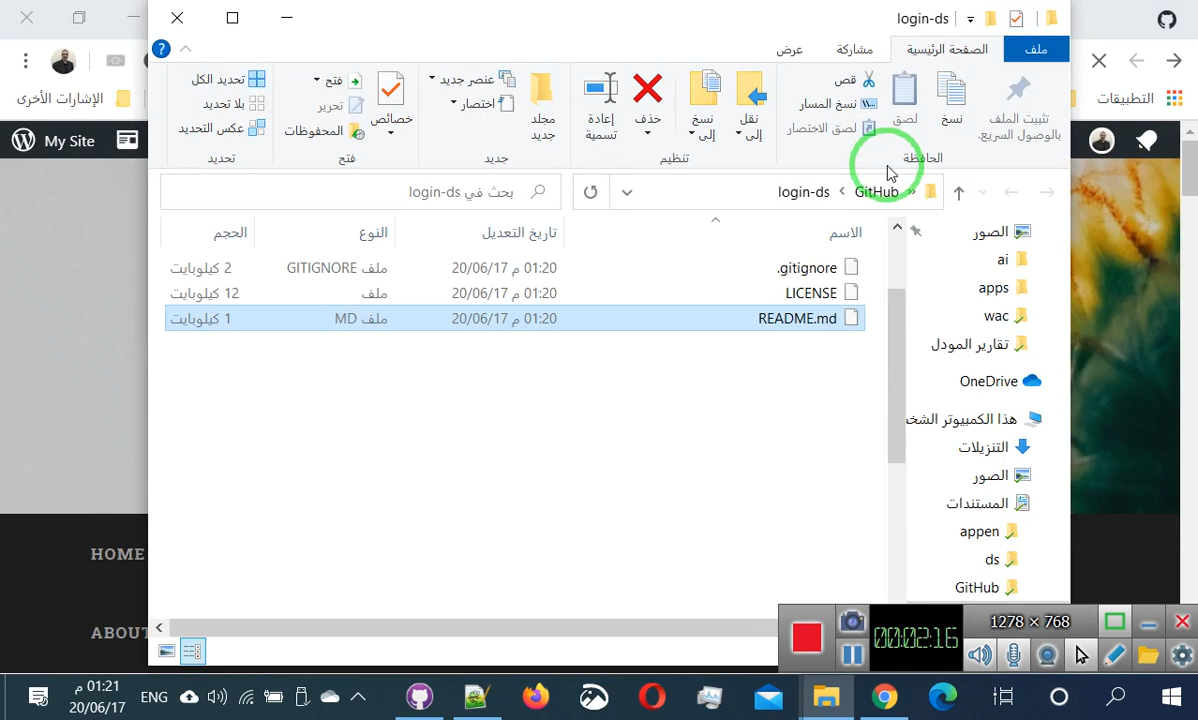 login-ds
ملف
الصفحة الرئيسية
مشاركة
عرض
تثبيت الملف
بالوصول السريع.
نسخ
لصق
قص
نسخ المسار
لصق الاختصار
الحافظة
نقل
إلى
نسخ
إلى
حذف
إعادة
تسمية
تنظيم
مجلد
جديد
عنصر جديد
اختصار
جديد
خصائص
فتح
تحرير
المحفوظات
فتح
تحديد الكل
بلا تحديد
عكس التحديد
تحديد
GitHub
login-ds
بحث في login-ds
الاسم
تاريخ التعديل
النوع
الحجم
.gitignore
20/06/17 01:20 م
ملف GITIGNORE
2 كيلوبايت
LICENSE
20/06/17 01:20 م
ملف
12 كيلوبايت
README.md
20/06/17 01:20 م
ملف MD
1 كيلوبايت
الصور
ai
apps
wac
تقارير المودل
OneDrive
هذا الكمبيوتر الشخ
التنزيلات
الصور
المستندات
appen
ds
GitHub
التطبيقات
الإشارات الأخرى
My Site
HOME
ABOUT
00:02:16
1278 × 768
01:21 م
20/06/17
ENG